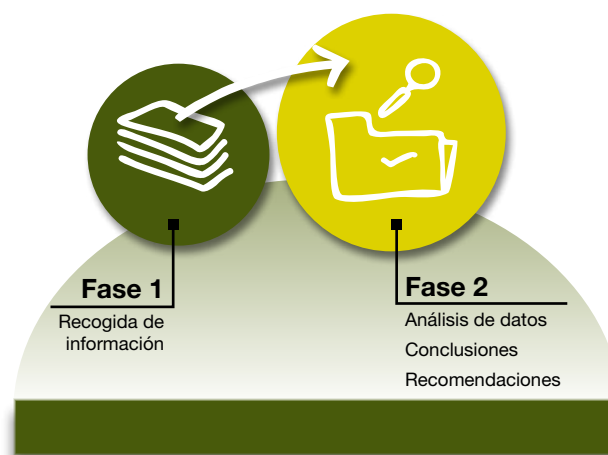 Fase 1
Recogida de
información
Fase 2
Análisis de datos
Conclusiones
Recomendaciones